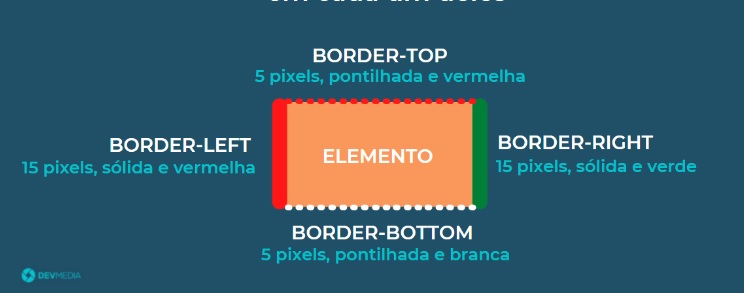 BORDER-TOP
5 pixels, pontilhada e vermelha
BORDER-LEFT
15 pixels, sólida e vermelha
ELEMENTO
BORDER-RIGHT
15 pixels, sólida e verde
BORDER-BOTTOM
5 pixels, pontilhada e branca
DEVMEDIA